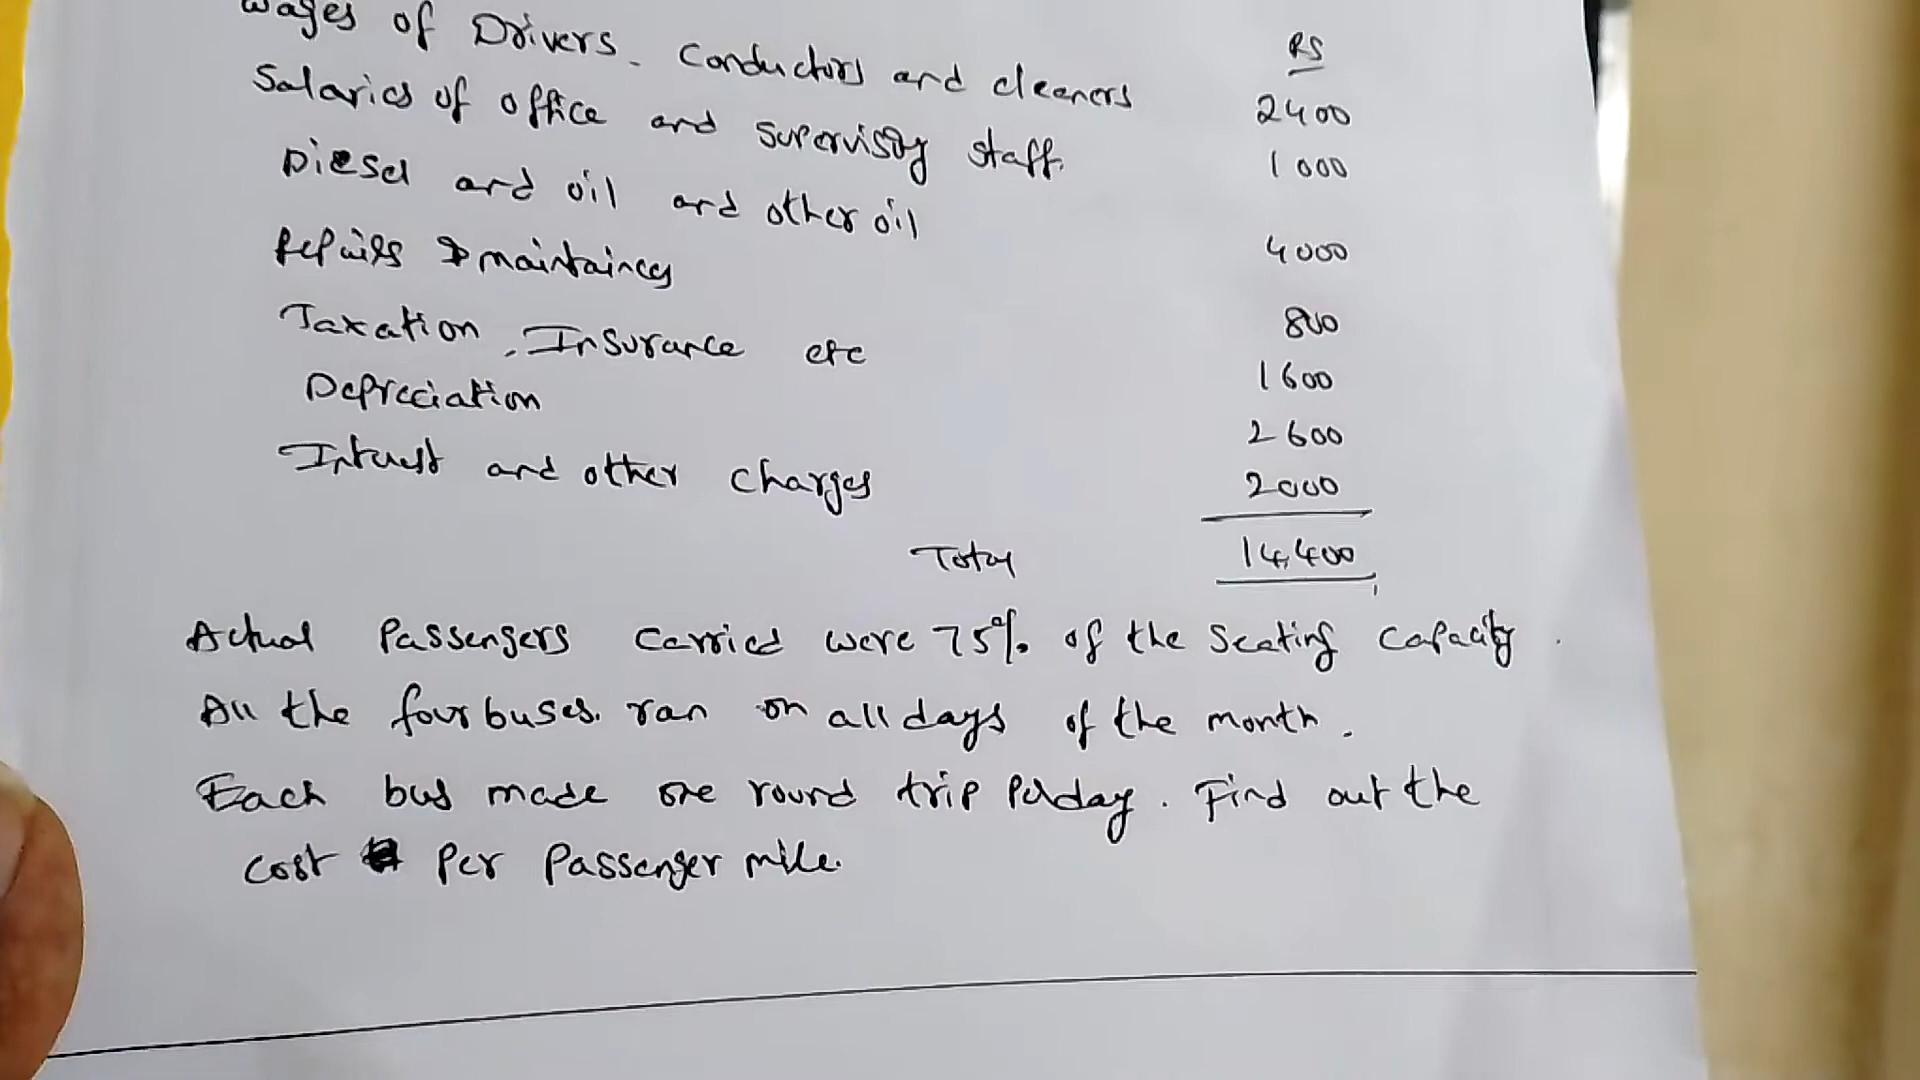 Wages of Drivers. Conductors and cleaners
RS
2400
Salaries of office and supervisory staff.
1000
Diesel and oil and other oil
4000
Repairs & maintaincy
800
Taxation, Insurance etc
1600
Depreciation
2600
Interest and other charges
2000
Total
14,400
Actual Passengers carried were 75% of the seating capacity.
All the four buses. ran on all days of the month.
Each bus made one round trip Perday. Find out the
cost Per Passenger mile.